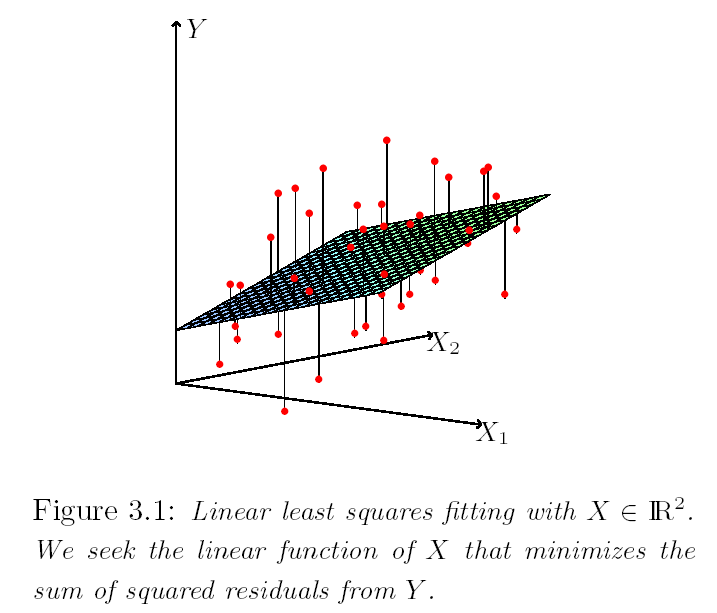 Y
X₂
X₁
Figure 3.1: Linear least squares fitting with X ∈ ℝ².
We seek the linear function of X that minimizes the
sum of squared residuals from Y.